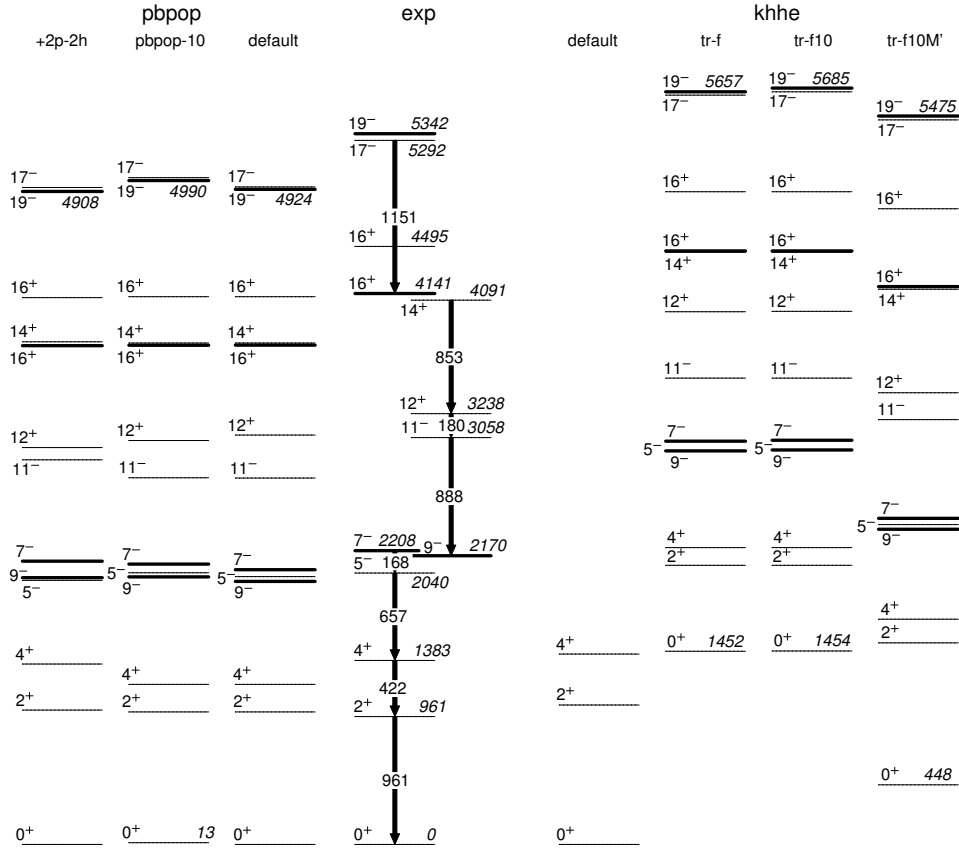 pbpop exp khhe
+2p-2h pbpop-10 default default tr-f tr-f10 tr-f10M'
19⁻ 5657 19⁻ 5685
17⁻ 17⁻
19⁻ 5475
17⁻
19⁻ 5342
17⁻ 5292
17⁻ 17⁻
19⁻ 4908 19⁻ 4990 19⁻ 4924
16⁺ 16⁺ 16⁺
1151
16⁺ 4495
16⁺ 16⁺
14⁺ 14⁺
16⁺ 16⁺ 16⁺ 16⁺ 4141 4091 16⁺
14⁺ 14⁺
12⁺ 12⁺
14⁺ 14⁺ 14⁺
16⁺ 16⁺ 16⁺
853
11⁻ 11⁻
12⁺
12⁺ 3238
11⁻
12⁺ 12⁺ 12⁺ 11⁻ 180 3058
7⁻ 7⁻
5⁻ 5⁻
9⁻ 9⁻
11⁻ 11⁻ 11⁻
888
7⁻
5⁻
9⁻
7⁻ 7⁻ 7⁻ 7⁻ 2208 9⁻ 2170
4⁺ 4⁺
2⁺ 2⁺
9⁻ 5⁻ 5⁻ 5⁻ 168
5⁻ 9⁻ 9⁻ 2040
657
4⁺
4⁺ 4⁺ 1383 4⁺ 0⁺ 1452 0⁺ 1454 2⁺
4⁺ 4⁺
422
2⁺ 2⁺ 2⁺ 2⁺ 961 2⁺
961
0⁺ 448
0⁺ 0⁺ 13 0⁺ 0⁺ 0 0⁺